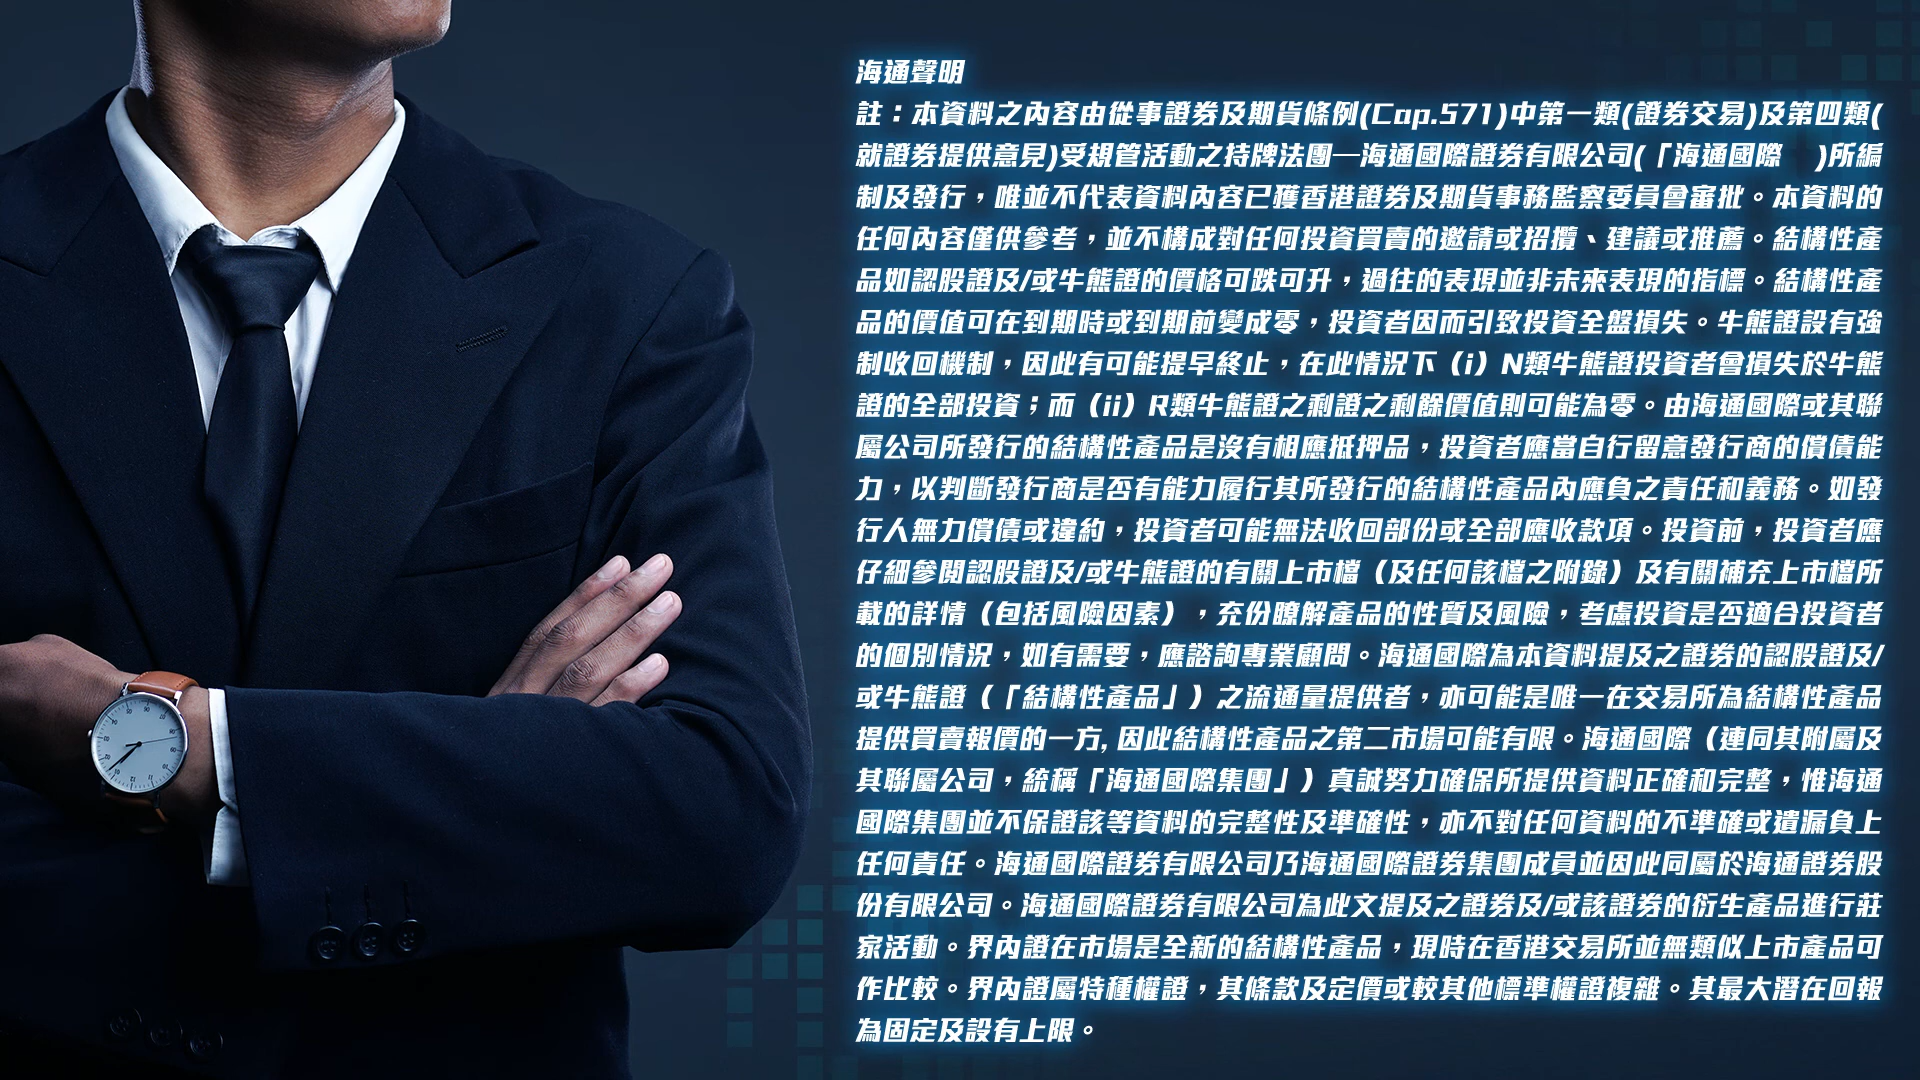 海通聲明
註：本資料之內容由從事證券及期貨條例(Cap.571)中第一類(證券交易)及第四類(
就證券提供意見)受規管活動之持牌法團—海通國際證券有限公司(「海通國際　)所編
制及發行，唯並不代表資料內容已獲香港證券及期貨事務監察委員會審批。本資料的
任何內容僅供參考，並不構成對任何投資買賣的邀請或招攬、建議或推薦。結構性產
品如認股證及/或牛熊證的價格可跌可升，過往的表現並非未來表現的指標。結構性產
品的價值可在到期時或到期前變成零，投資者因而引致投資全盤損失。牛熊證設有強
制收回機制，因此有可能提早終止，在此情況下（i）N類牛熊證投資者會損失於牛熊
證的全部投資；而（ii）R類牛熊證之剩證之剩餘價值則可能為零。由海通國際或其聯
屬公司所發行的結構性產品是沒有相應抵押品，投資者應當自行留意發行商的償債能
力，以判斷發行商是否有能力履行其所發行的結構性產品內應負之責任和義務。如發
行人無力償債或違約，投資者可能無法收回部份或全部應收款項。投資前，投資者應
仔細參閱認股證及/或牛熊證的有關上市檔（及任何該檔之附錄）及有關補充上市檔所
載的詳情（包括風險因素），充份瞭解產品的性質及風險，考慮投資是否適合投資者
的個別情況，如有需要，應諮詢專業顧問。海通國際為本資料提及之證券的認股證及/
或牛熊證（「結構性產品」）之流通量提供者，亦可能是唯一在交易所為結構性產品
提供買賣報價的一方, 因此結構性產品之第二市場可能有限。海通國際（連同其附屬及
其聯屬公司，統稱「海通國際集團」）真誠努力確保所提供資料正確和完整，惟海通
國際集團並不保證該等資料的完整性及準確性，亦不對任何資料的不準確或遺漏負上
任何責任。海通國際證券有限公司乃海通國際證券集團成員並因此同屬於海通證券股
份有限公司。海通國際證券有限公司為此文提及之證券及/或該證券的衍生產品進行莊
家活動。界內證在市場是全新的結構性產品，現時在香港交易所並無類似上市產品可
作比較。界內證屬特種權證，其條款及定價或較其他標準權證複雜。其最大潛在回報
為固定及設有上限。